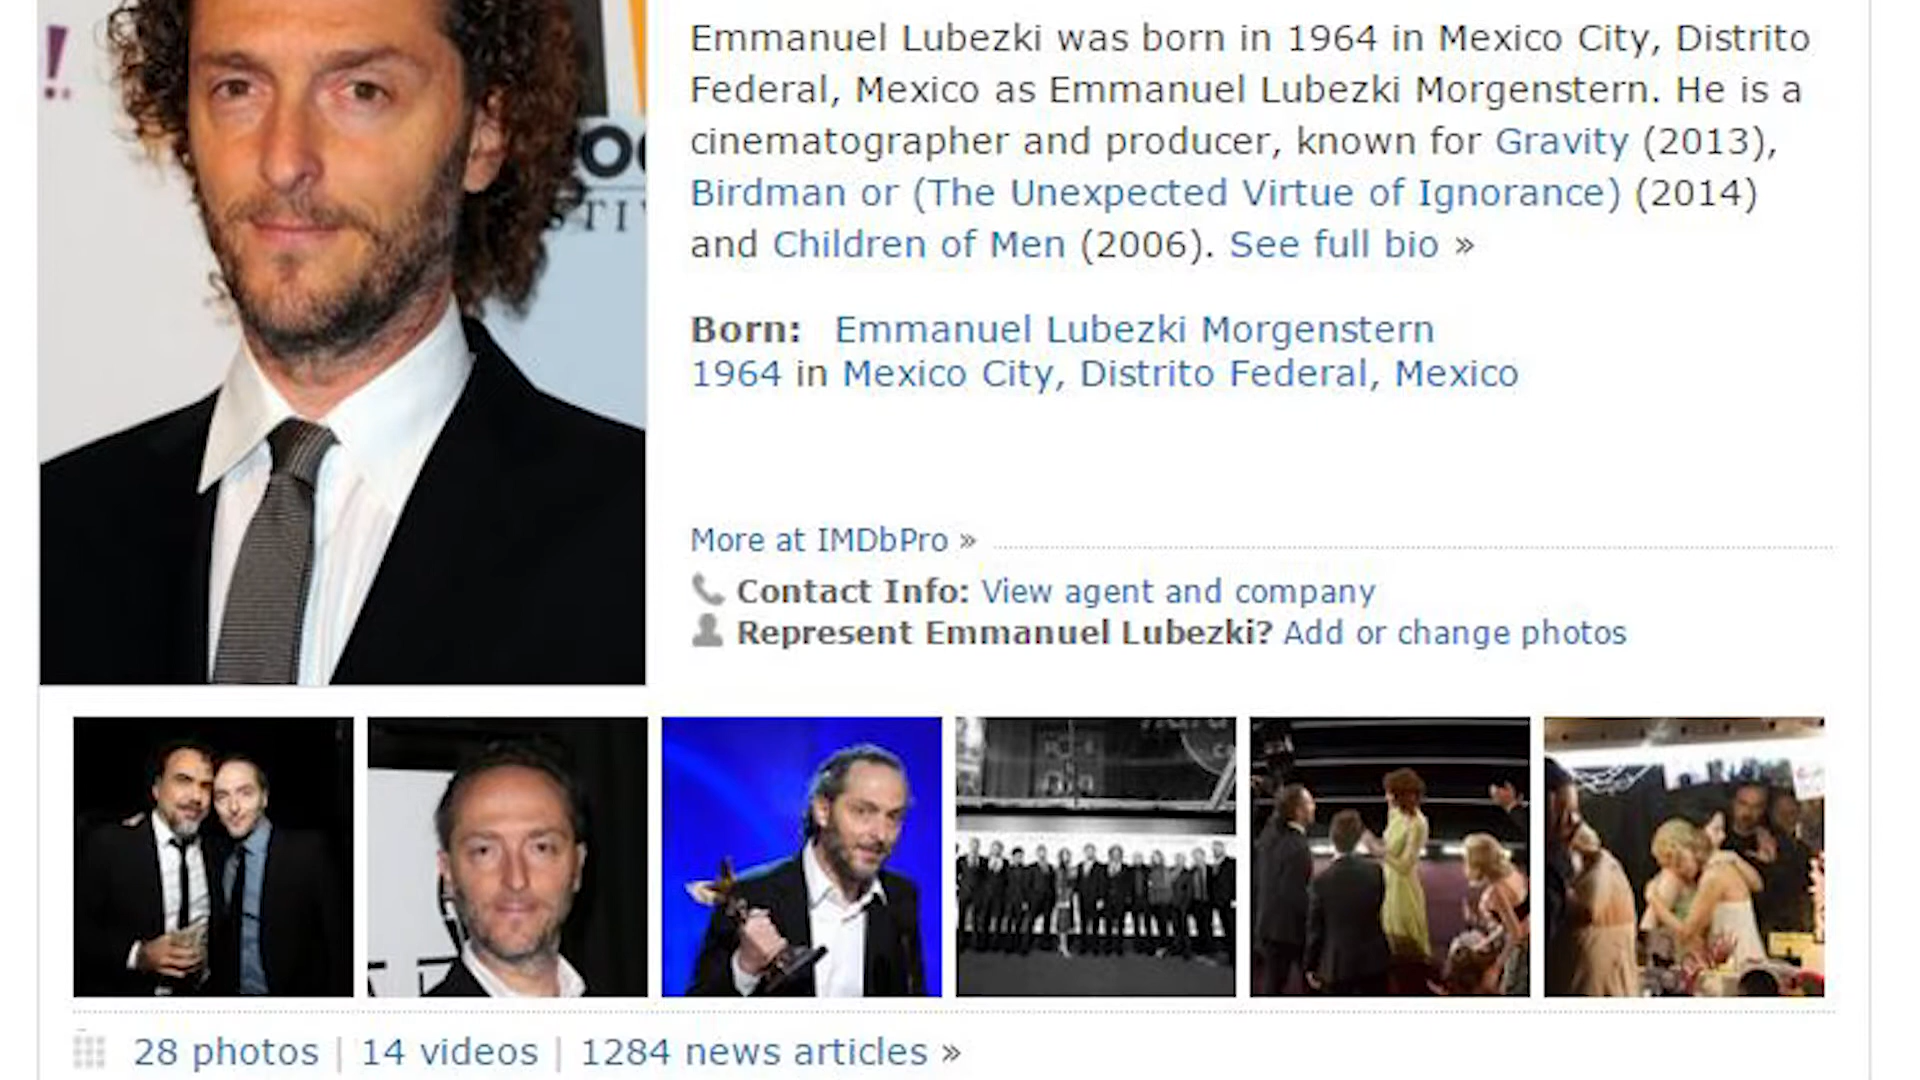 Emmanuel Lubezki was born in 1964 in Mexico City, Distrito
Federal, Mexico as Emmanuel Lubezki Morgenstern. He is a
cinematographer and producer, known for Gravity (2013),
Birdman or (The Unexpected Virtue of Ignorance) (2014)
and Children of Men (2006). See full bio »
Born: Emmanuel Lubezki Morgenstern
1964 in Mexico City, Distrito Federal, Mexico
More at IMDbPro »
Contact Info: View agent and company
Represent Emmanuel Lubezki? Add or change photos
28 photos | 14 videos | 1284 news articles »